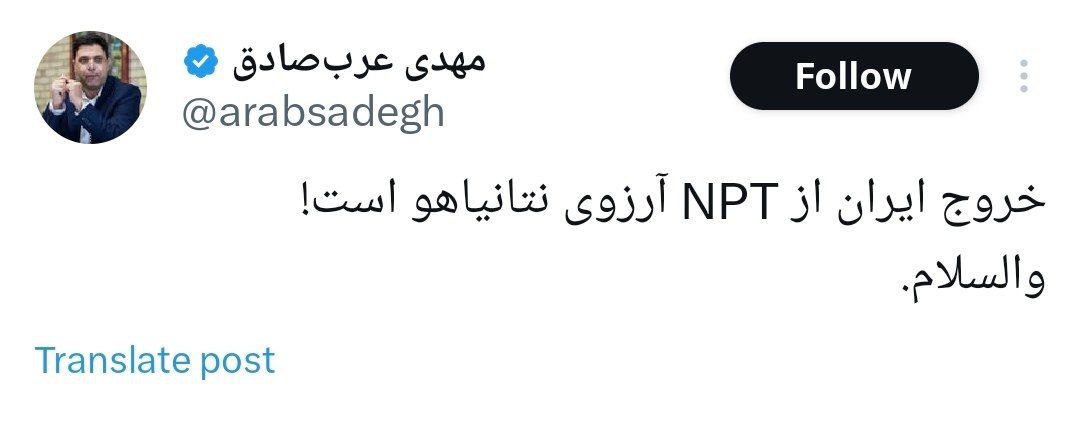 مهدی عرب‌صادق
@arabsadegh
Follow
خروج ایران از NPT آرزوی نتانیاهو است!
والسلام.
Translate post